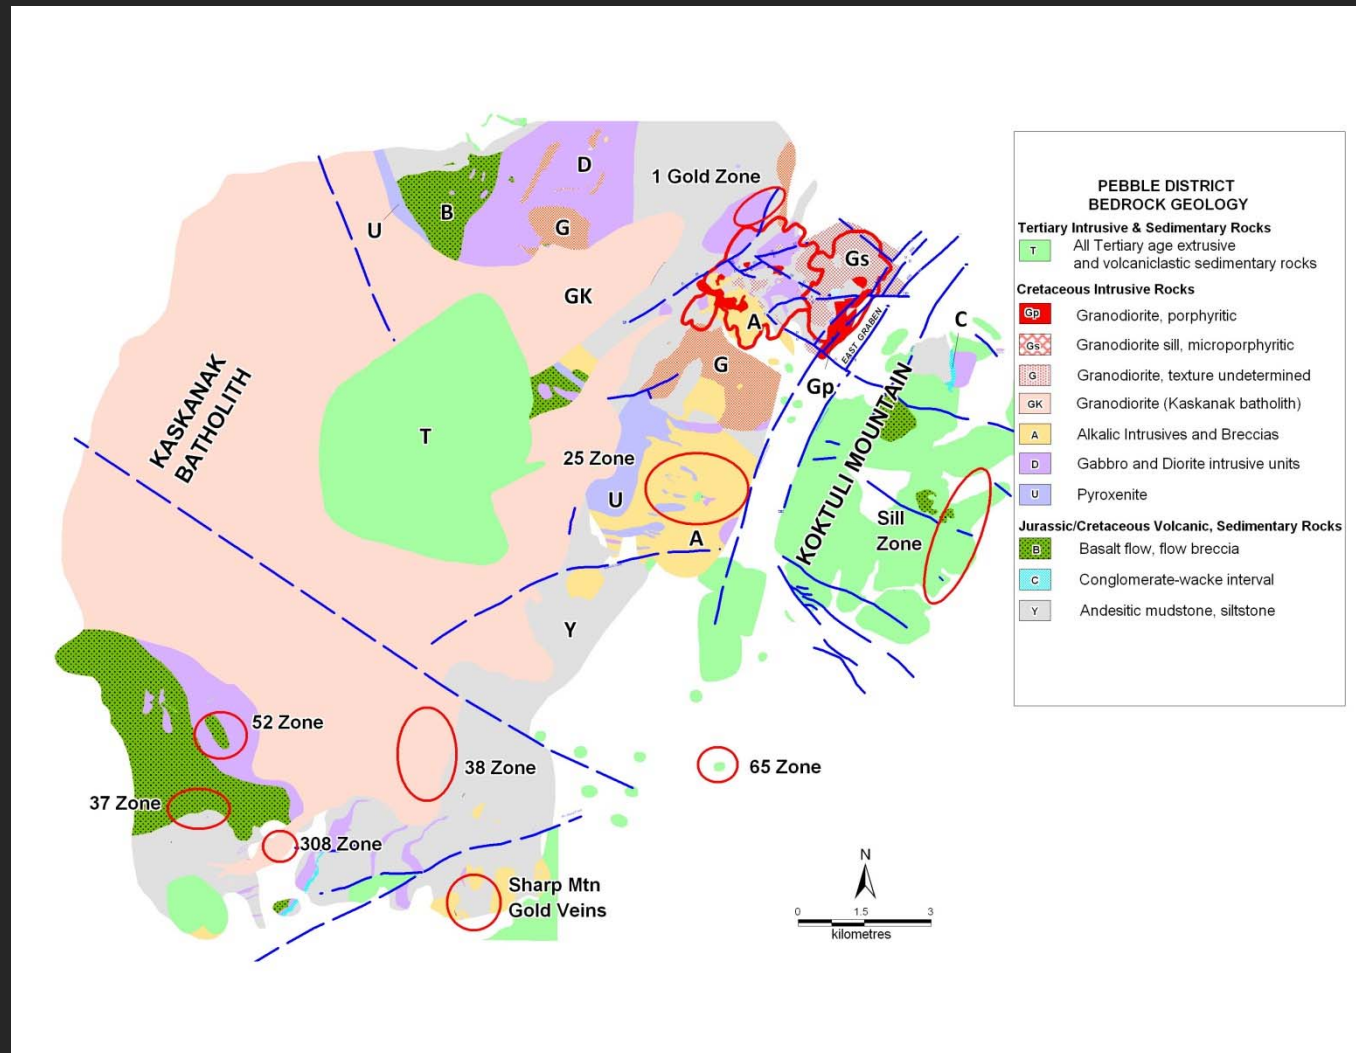 D
1 Gold Zone
B
U
G
Gs
GK
A
C
EAST GRABEN
G
Gp
KASKANAK
BATHOLITH
T
KOKTULI MOUNTAIN
25 Zone
U
Sill
Zone
A
Y
52 Zone
38 Zone
65 Zone
37 Zone
308 Zone
Sharp Mtn
Gold Veins
N
0 1.5 3
kilometres
PEBBLE DISTRICT
BEDROCK GEOLOGY
Tertiary Intrusive & Sedimentary Rocks
T All Tertiary age extrusive
and volcaniclastic sedimentary rocks
Cretaceous Intrusive Rocks
Gp Granodiorite, porphyritic
Gs Granodiorite sill, microporphyritic
G Granodiorite, texture undetermined
GK Granodiorite (Kaskanak batholith)
A Alkalic Intrusives and Breccias
D Gabbro and Diorite intrusive units
U Pyroxenite
Jurassic/Cretaceous Volcanic, Sedimentary Rocks
B Basalt flow, flow breccia
C Conglomerate-wacke interval
Y Andesitic mudstone, siltstone